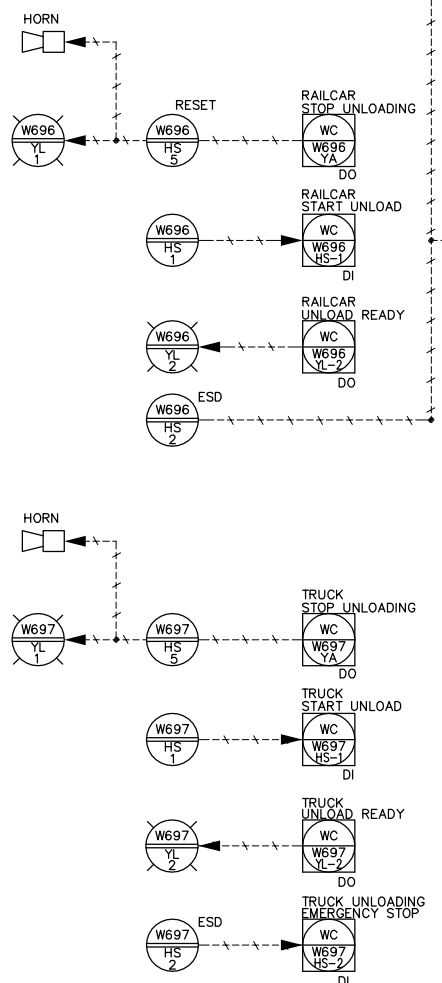 HORN
RESET
RAILCAR
STOP UNLOADING
W696
YL
1
W696
HS
5
WC
W696
YA
DO
RAILCAR
START UNLOAD
W696
HS
1
WC
W696
HS-1
DI
RAILCAR
UNLOAD READY
W696
YL
2
WC
W696
YL-2
DO
ESD
W696
HS
2
HORN
TRUCK
STOP UNLOADING
W697
YL
1
W697
HS
5
WC
W697
YA
DO
TRUCK
START UNLOAD
W697
HS
1
WC
W697
HS-1
DI
TRUCK
UNLOAD READY
W697
YL
2
WC
W697
YL-2
DO
TRUCK UNLOADING
EMERGENCY STOP
ESD
W697
HS
2
WC
W697
HS-2
DI